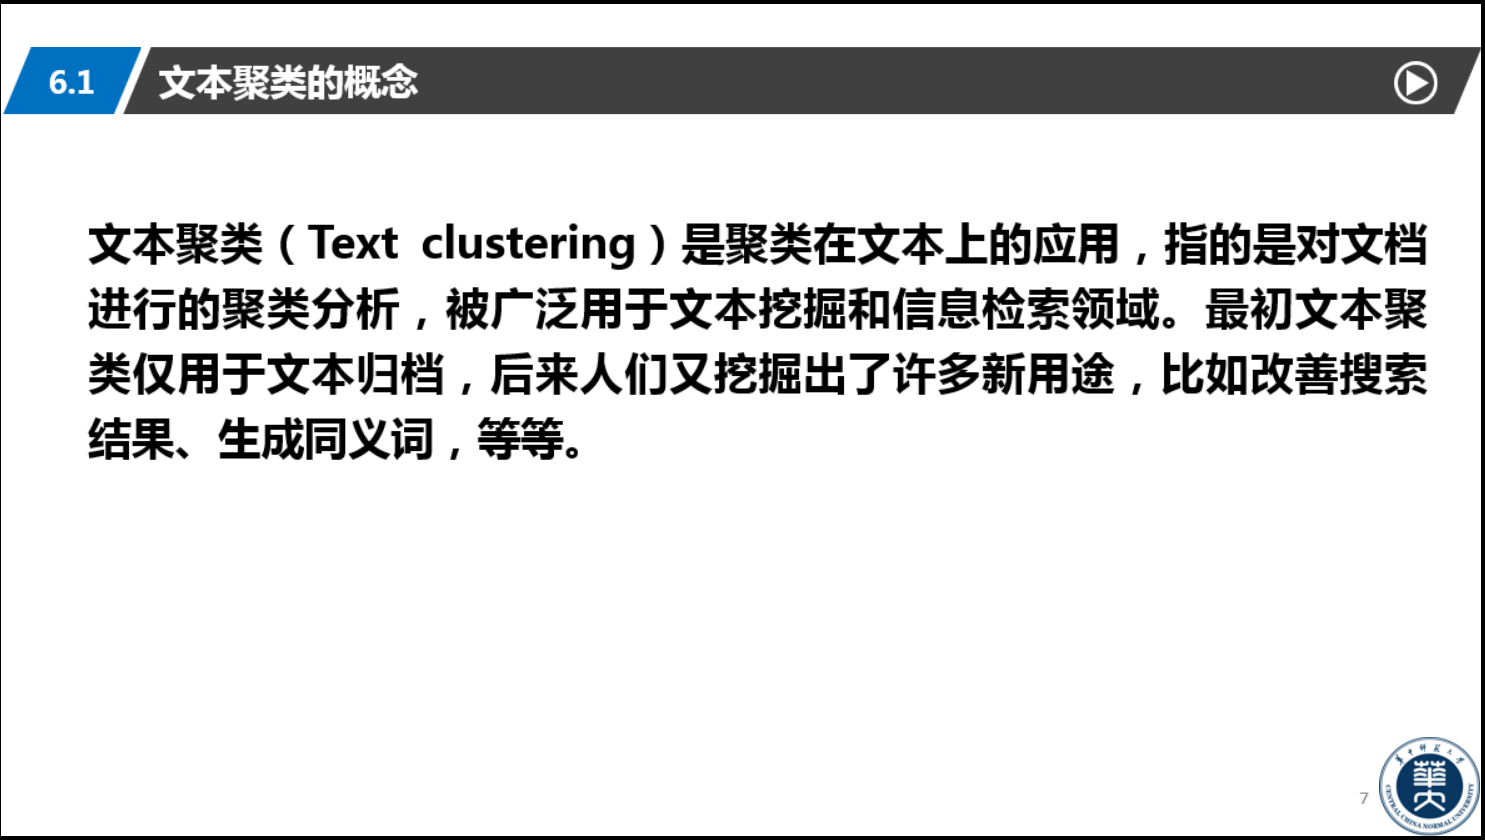 6.1 文本聚类的概念
文本聚类（Text clustering）是聚类在文本上的应用，指的是对文档
进行的聚类分析，被广泛用于文本挖掘和信息检索领域。最初文本聚
类仅用于文本归档，后来人们又挖掘出了许多新用途，比如改善搜索
结果、生成同义词，等等。
7
华中师范大学
CENTRAL CHINA NORMAL UNIVERSITY